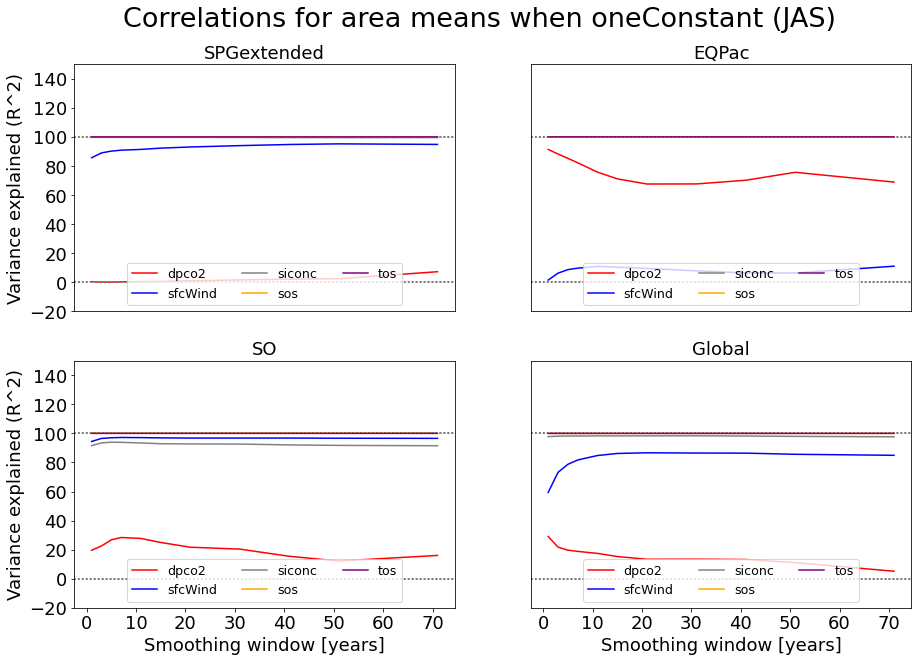 Correlations for area means when oneConstant (JAS)
SPGextended
EQPac
Variance explained (R^2)
140
120
100
80
60
40
20
0
−20
dpco2
siconc
tos
sfcWind
sos
dpco2
siconc
tos
sfcWind
sos
SO
Global
Variance explained (R^2)
140
120
100
80
60
40
20
0
−20
dpco2
siconc
tos
sfcWind
sos
dpco2
siconc
tos
sfcWind
sos
0 10 20 30 40 50 60 70
0 10 20 30 40 50 60 70
Smoothing window [years]
Smoothing window [years]